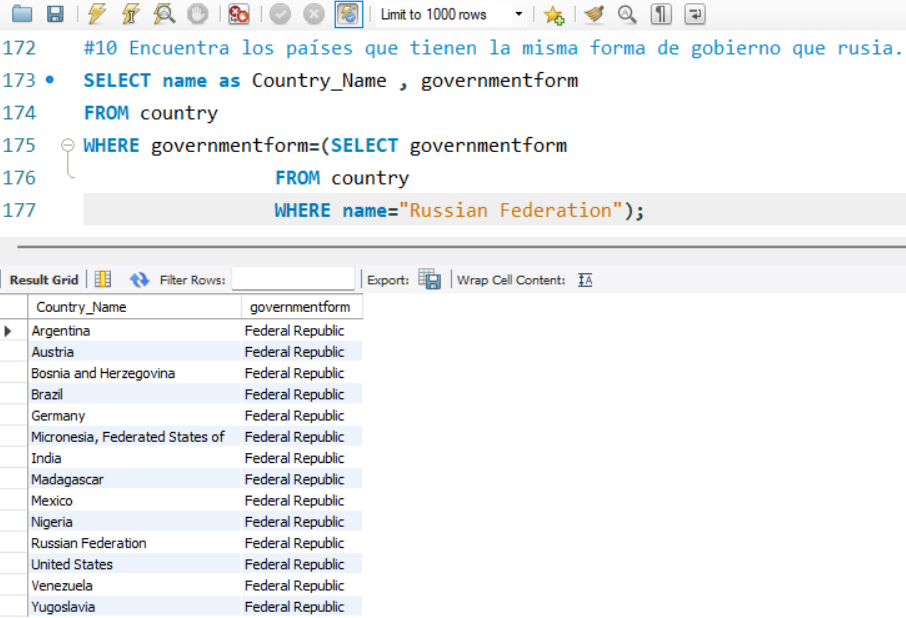 Limit to 1000 rows
172 #10 Encuentra los países que tienen la misma forma de gobierno que rusia.
173 SELECT name as Country_Name , governmentform
174 FROM country
175 WHERE governmentform=(SELECT governmentform
176 FROM country
177 WHERE name="Russian Federation");
Result Grid Filter Rows: Export: Wrap Cell Content: IA
Country_Name governmentform
Argentina Federal Republic
Austria Federal Republic
Bosnia and Herzegovina Federal Republic
Brazil Federal Republic
Germany Federal Republic
Micronesia, Federated States of Federal Republic
India Federal Republic
Madagascar Federal Republic
Mexico Federal Republic
Nigeria Federal Republic
Russian Federation Federal Republic
United States Federal Republic
Venezuela Federal Republic
Yugoslavia Federal Republic